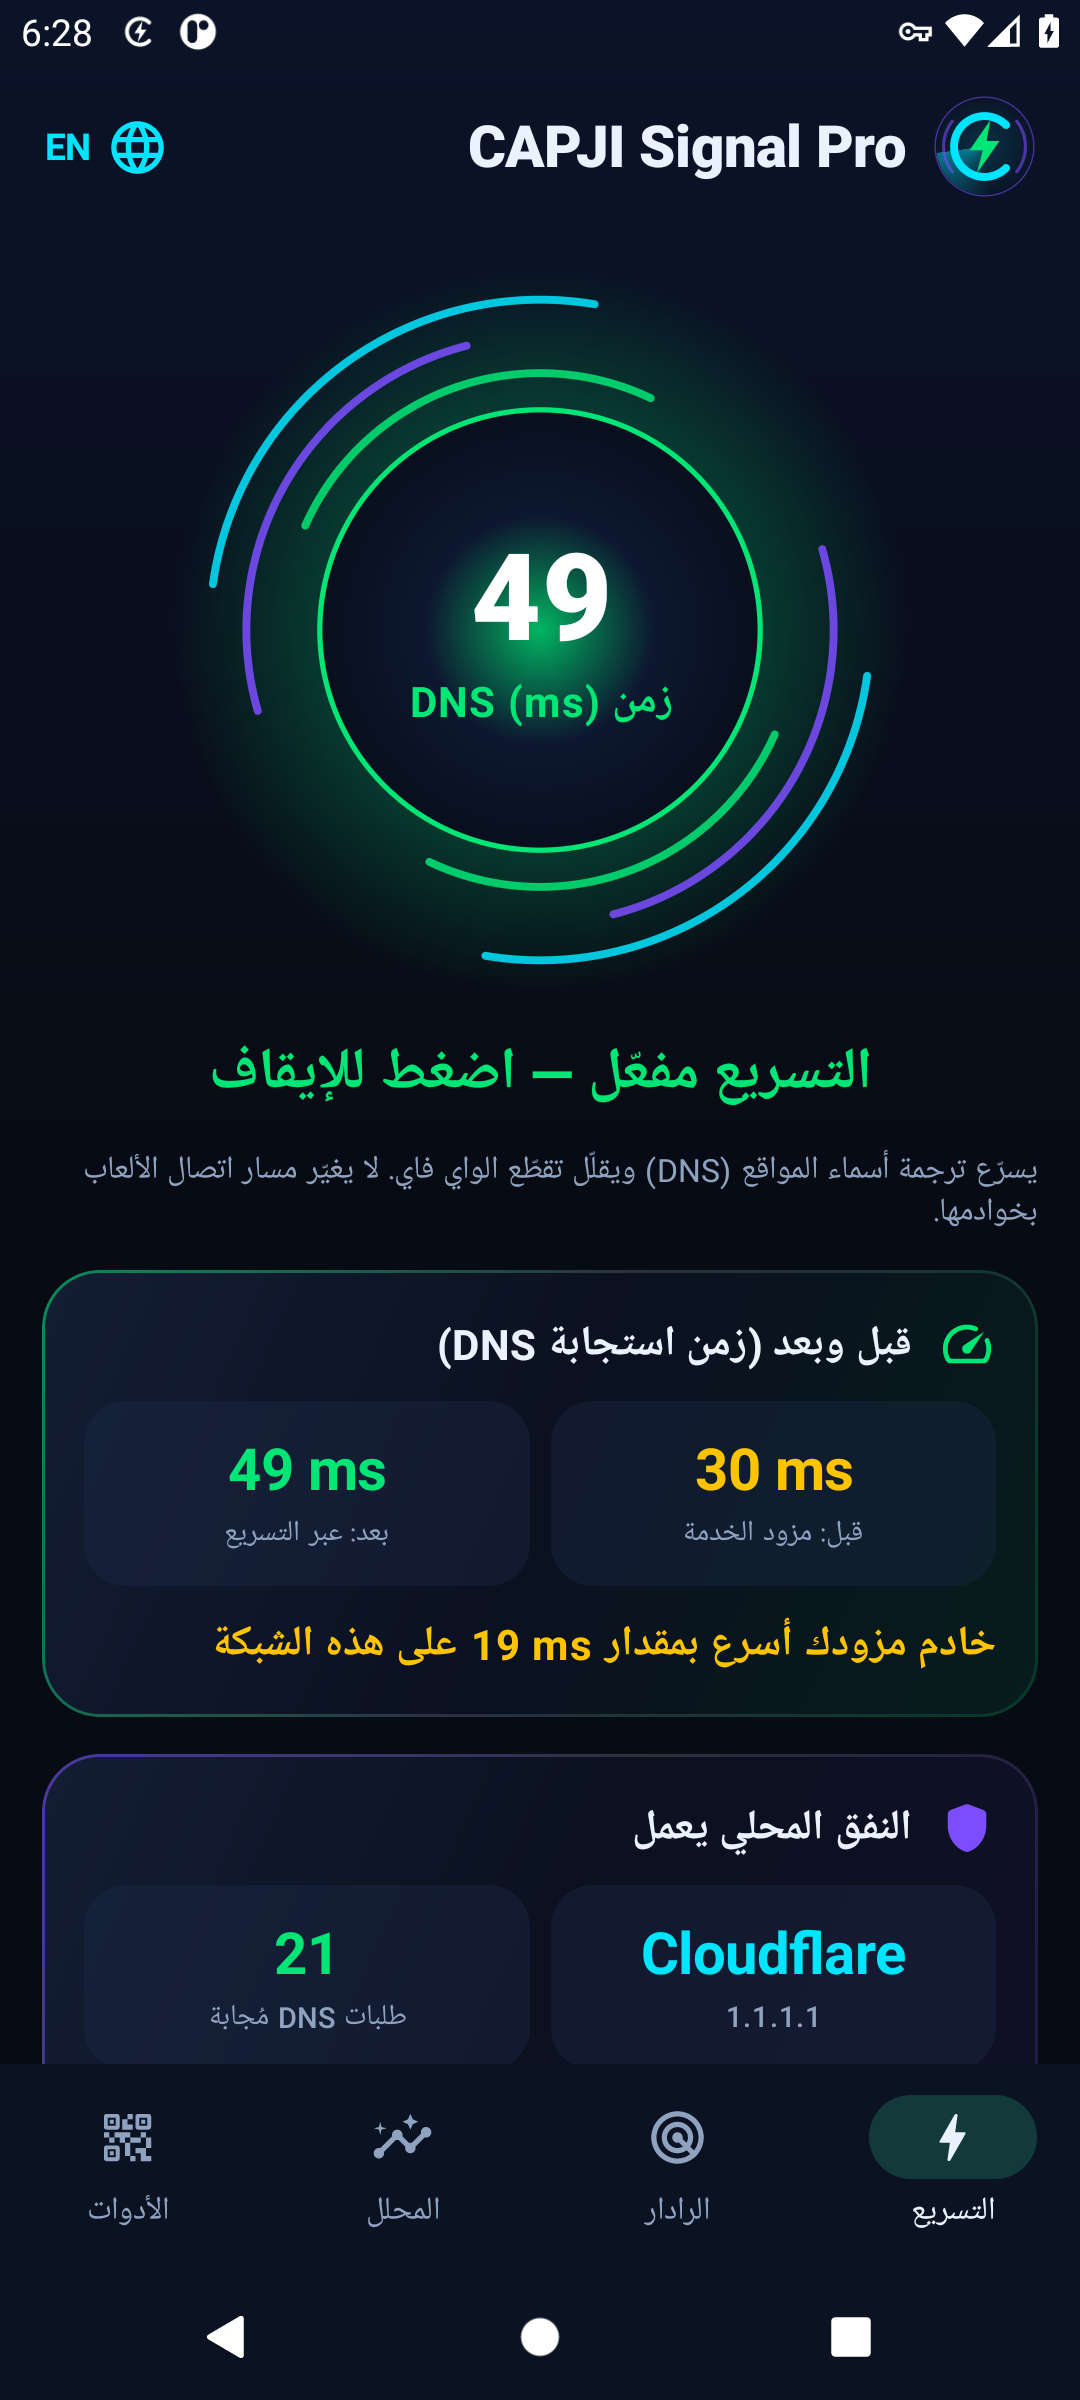 6:28
CAPJI Signal Pro
EN
49
زمن DNS (ms)
التسريع مفعّل — اضغط للإيقاف
يسرّع ترجمة أسماء المواقع (DNS) ويقلّل تقطّع الواي فاي. لا يغيّر مسار اتصال الألعاب
بخوادمها.
قبل وبعد (زمن استجابة DNS)
30 ms
قبل: مزود الخدمة
49 ms
بعد: عبر التسريع
خادم مزودك أسرع بمقدار 19 ms على هذه الشبكة
النفق المحلي يعمل
Cloudflare
1.1.1.1
21
طلبات DNS مُجابة
التسريع
الرادار
المحلل
الأدوات